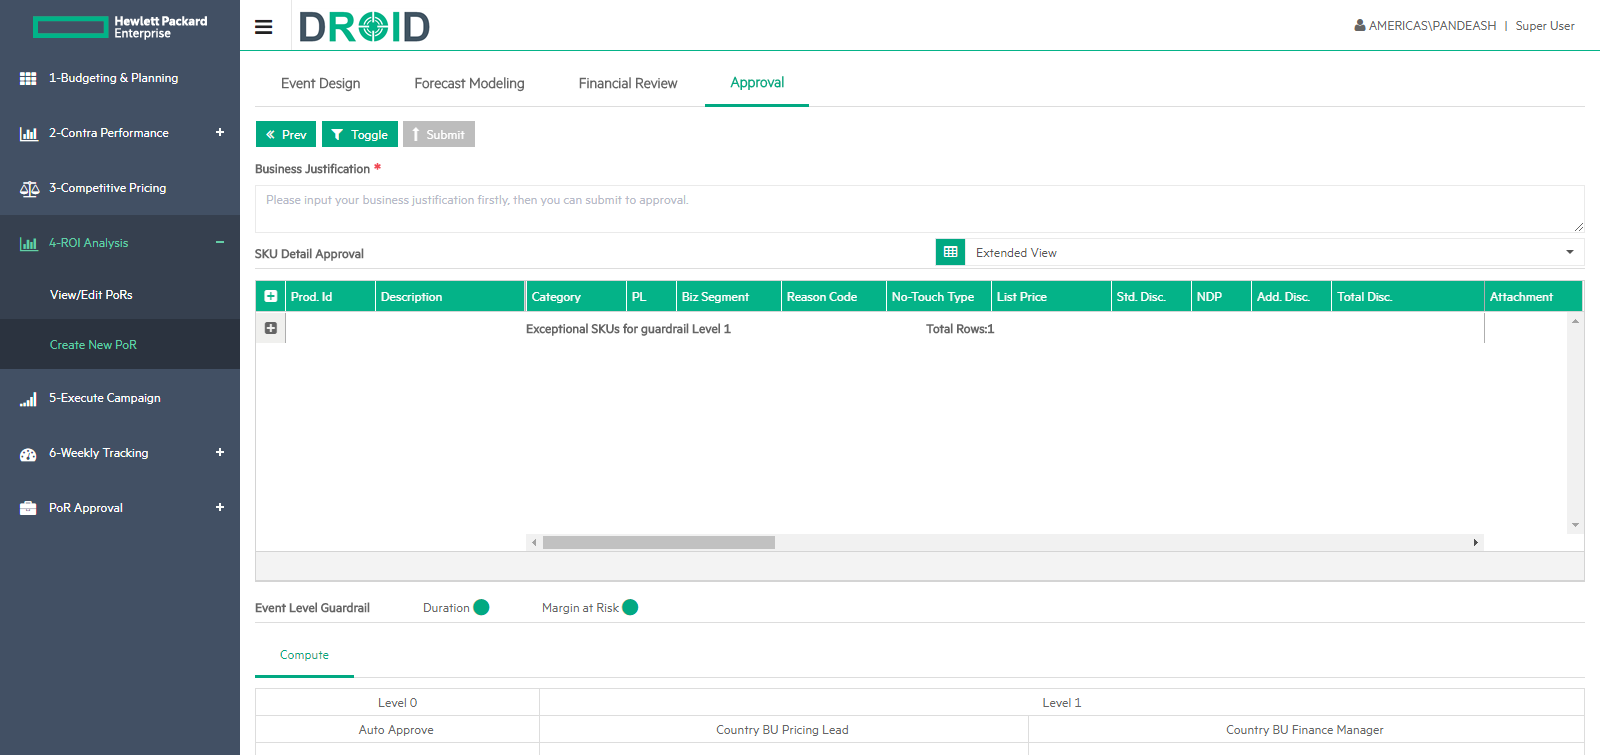 Hewlett Packard
Enterprise
DROID
AMERICAS\PANDEASH | Super User
1-Budgeting & Planning
2-Contra Performance +
3-Competitive Pricing
4-ROI Analysis −
View/Edit PoRs
Create New PoR
5-Execute Campaign
6-Weekly Tracking +
PoR Approval +
Event Design Forecast Modeling Financial Review Approval
Prev Toggle Submit
Business Justification *
Please input your business justification firstly, then you can submit to approval.
SKU Detail Approval Extended View
Prod. Id Description Category PL Biz Segment Reason Code No-Touch Type List Price Std. Disc. NDP Add. Disc. Total Disc. Attachment
Exceptional SKUs for guardrail Level 1 Total Rows:1
Event Level Guardrail Duration Margin at Risk
Compute
Level 0 Level 1
Auto Approve Country BU Pricing Lead Country BU Finance Manager